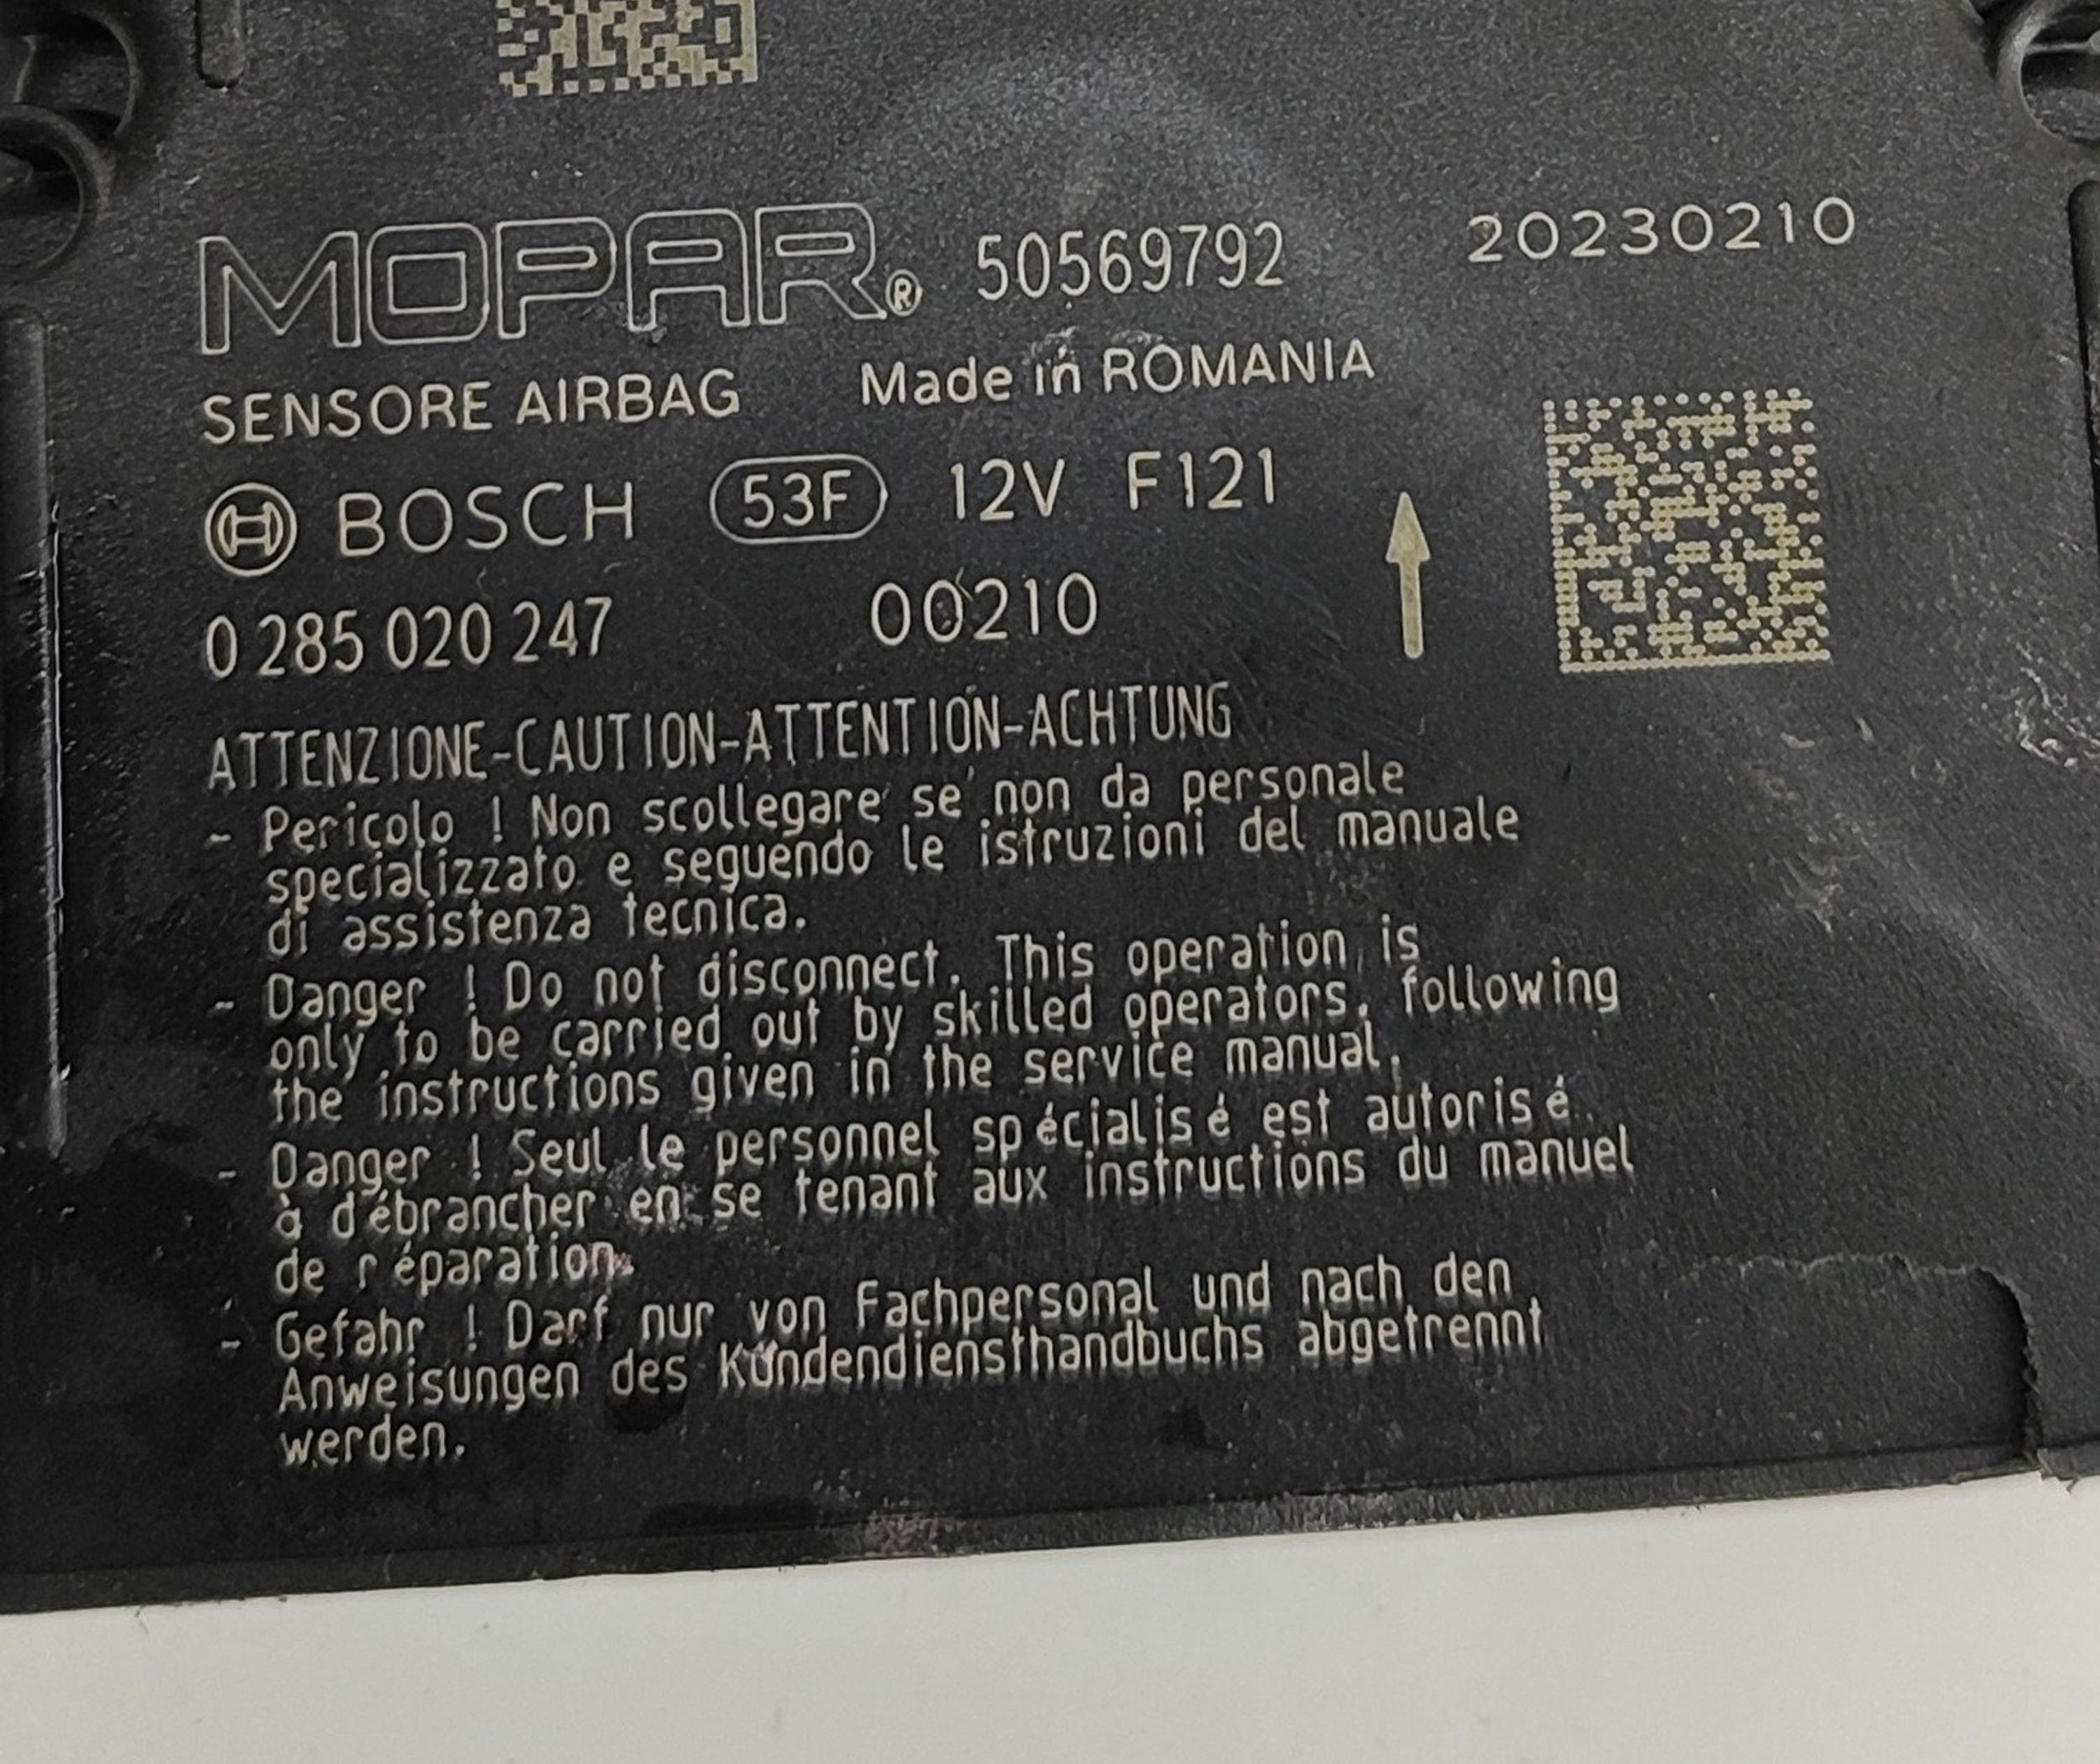 MOPAR® 50569792 20230210
SENSORE AIRBAG Made in ROMANIA
BOSCH 53F 12V F121
0 285 020 247 00210
ATTENZIONE-CAUTION-ATTENTION-ACHTUNG
- Pericolo ! Non scollegare se non da personale
specializzato e seguendo le istruzioni del manuale
di assistenza tecnica.
- Danger ! Do not disconnect. This operation is
only to be carried out by skilled operators, following
the instructions given in the service manual.
- Danger ! Seul le personnel spécialisé est autorisé
à débrancher en se tenant aux instructions du manuel
de réparation.
- Gefahr ! Darf nur von Fachpersonal und nach den
Anweisungen des Kundendiensthandbuchs abgetrennt
werden.